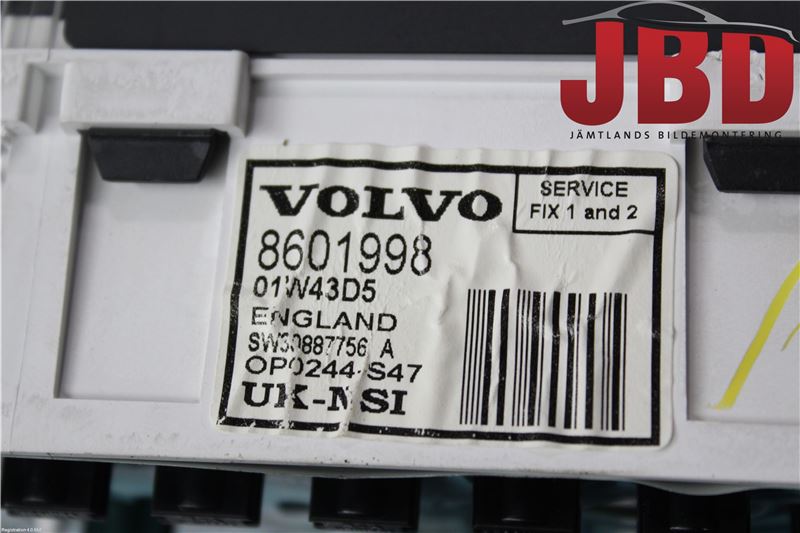 JBD
JÄMTLANDS BILDEMONTERING
VOLVO
SERVICE
FIX 1 and 2
8601998
01W43D5
ENGLAND
SW30887756 A
OP0244-S47
UK-NSI